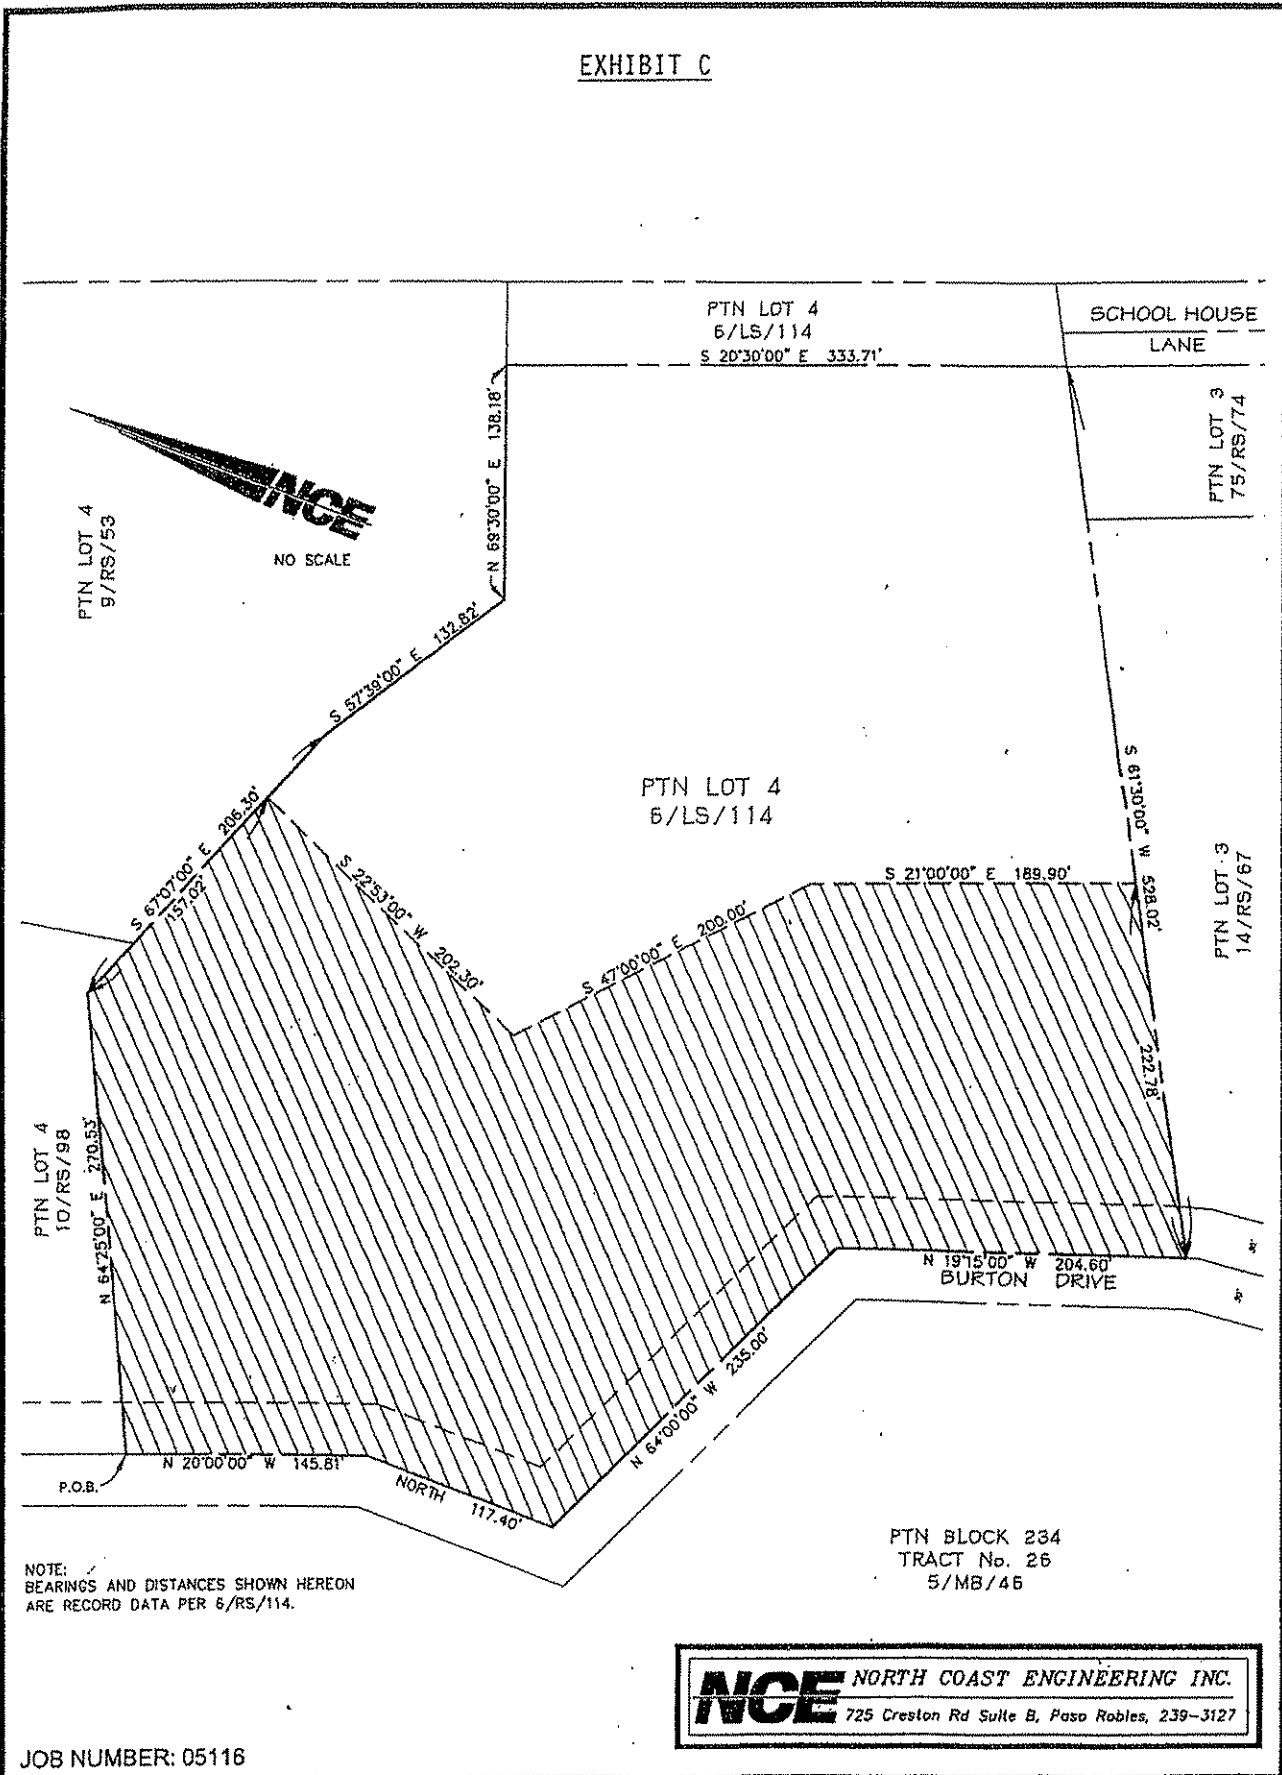 EXHIBIT C
PTN LOT 4
6/LS/114
S 20°30'00" E 333.71'
SCHOOL HOUSE
LANE
N 69°30'00" E 138.18'
PTN LOT 3
75/RS/74
NCE
NO SCALE
PTN LOT 4
9/RS/53
S 57°39'00" E 132.82'
S 67°07'00" E 206.30'
157.02'
PTN LOT 4
6/LS/114
S 61°30'00" W 528.02'
S 22°53'00" W 202.30'
S 21°00'00" E 189.90'
S 47°00'00" E 200.00'
PTN LOT 3
14/RS/67
222.78'
PTN LOT 4
10/RS/98
N 64°25'00" E 270.53'
N 19°15'00" W 204.60'
BURTON DRIVE
N 64°00'00" W 235.00'
N 20°00'00" W 145.81'
P.O.B.
NORTH 117.40'
PTN BLOCK 234
TRACT No. 26
5/MB/46
NOTE:
BEARINGS AND DISTANCES SHOWN HEREON
ARE RECORD DATA PER 6/RS/114.
NCE NORTH COAST ENGINEERING INC.
725 Creston Rd Suite B, Paso Robles, 239-3127
JOB NUMBER: 05116